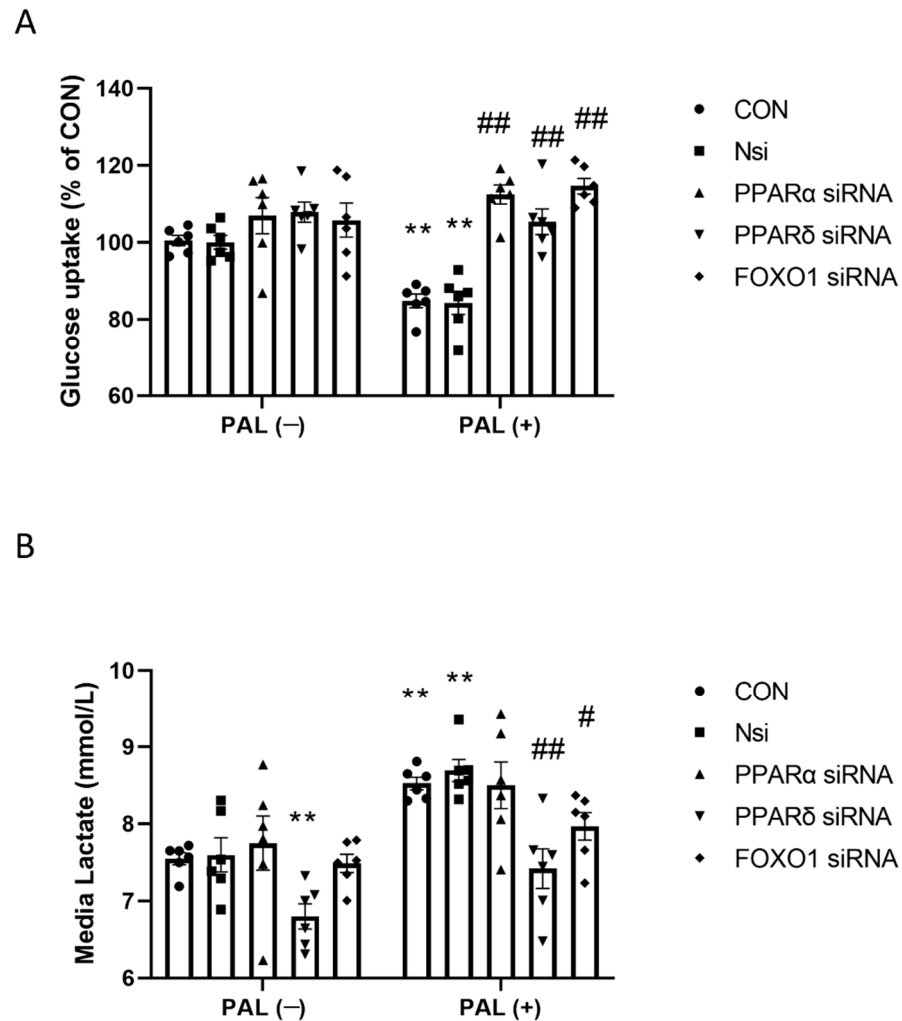 A
Glucose uptake (% of CON)
140
120
100
80
60
** ** ## ## ##
PAL (–) PAL (+)
CON
Nsi
PPARα siRNA
PPARδ siRNA
FOXO1 siRNA
B
Media Lactate (mmol/L)
10
9
8
7
6
** ** ** ## #
PAL (–) PAL (+)
CON
Nsi
PPARα siRNA
PPARδ siRNA
FOXO1 siRNA